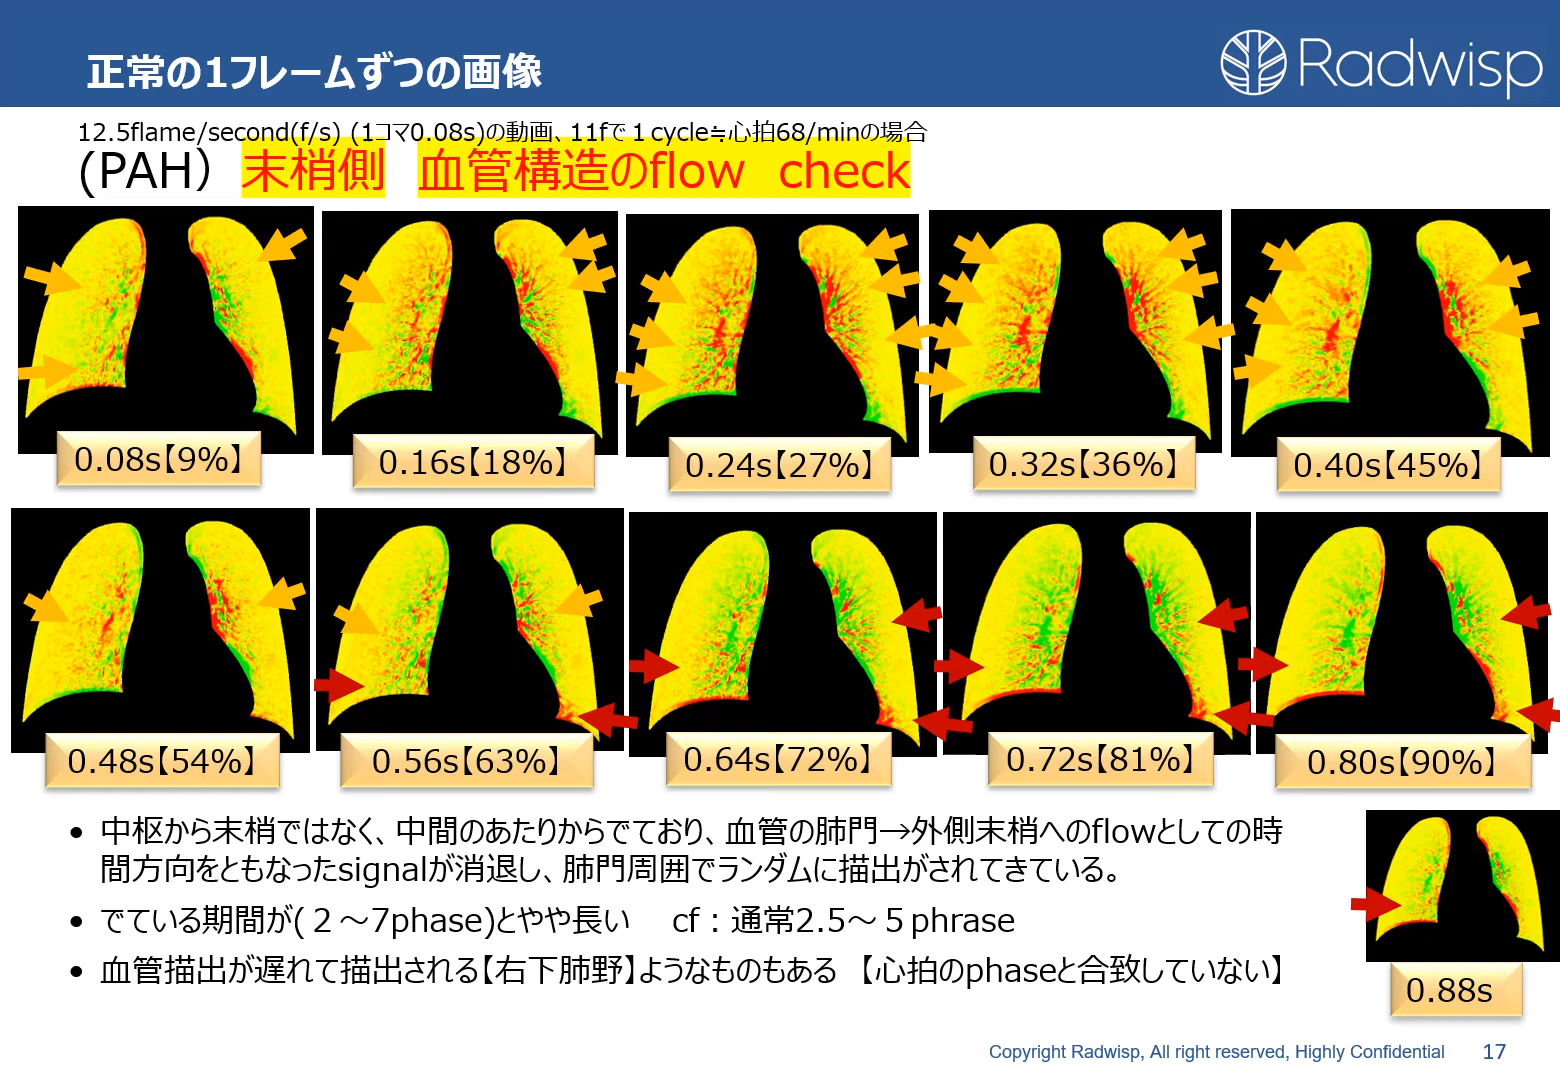 正常の1フレームずつの画像
Radwisp
12.5flame/second(f/s) (1コマ0.08s)の動画、11fで１cycle≒心拍68/minの場合
(PAH） 末梢側　血管構造のflow　check
0.08s【9%】
0.16s【18%】
0.24s【27%】
0.32s【36%】
0.40s【45%】
0.48s【54%】
0.56s【63%】
0.64s【72%】
0.72s【81%】
0.80s【90%】
• 中枢から末梢ではなく、中間のあたりからでており、血管の肺門→外側末梢へのflowとしての時
間方向をともなったsignalが消退し、肺門周囲でランダムに描出がされてきている。
• でている期間が(２～7phase)とやや長い　cf：通常2.5～５phrase
• 血管描出が遅れて描出される【右下肺野】ようなものもある　【心拍のphaseと合致していない】
0.88s
Copyright Radwisp, All right reserved, Highly Confidential
17